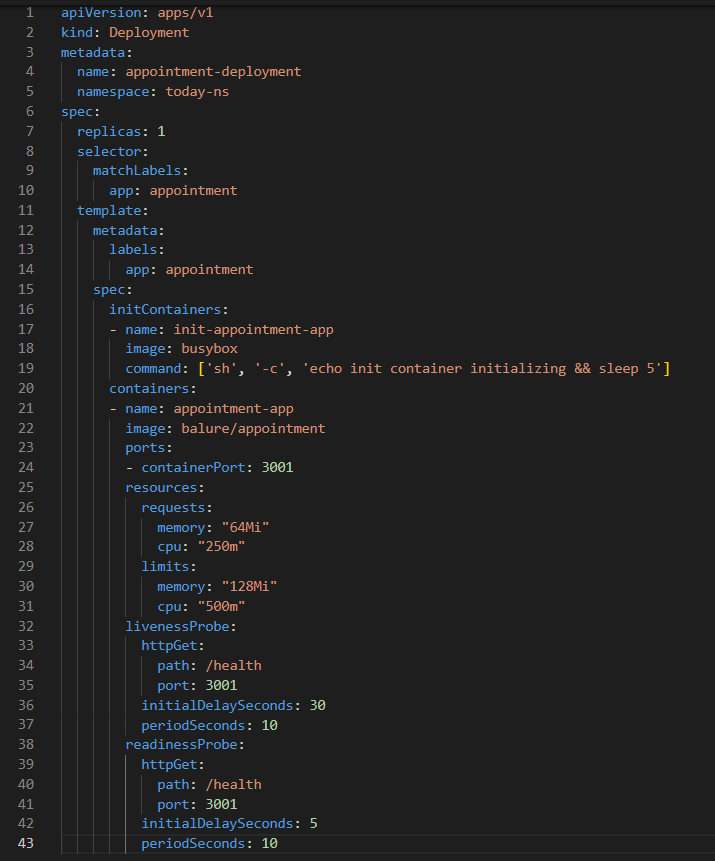 1 apiVersion: apps/v1
2 kind: Deployment
3 metadata:
4   name: appointment-deployment
5   namespace: today-ns
6 spec:
7   replicas: 1
8   selector:
9     matchLabels:
10       app: appointment
11   template:
12     metadata:
13       labels:
14         app: appointment
15     spec:
16       initContainers:
17       - name: init-appointment-app
18         image: busybox
19         command: ['sh', '-c', 'echo init container initializing && sleep 5']
20       containers:
21       - name: appointment-app
22         image: balure/appointment
23         ports:
24         - containerPort: 3001
25         resources:
26           requests:
27             memory: "64Mi"
28             cpu: "250m"
29           limits:
30             memory: "128Mi"
31             cpu: "500m"
32         livenessProbe:
33           httpGet:
34             path: /health
35             port: 3001
36           initialDelaySeconds: 30
37           periodSeconds: 10
38         readinessProbe:
39           httpGet:
40             path: /health
41             port: 3001
42           initialDelaySeconds: 5
43           periodSeconds: 10